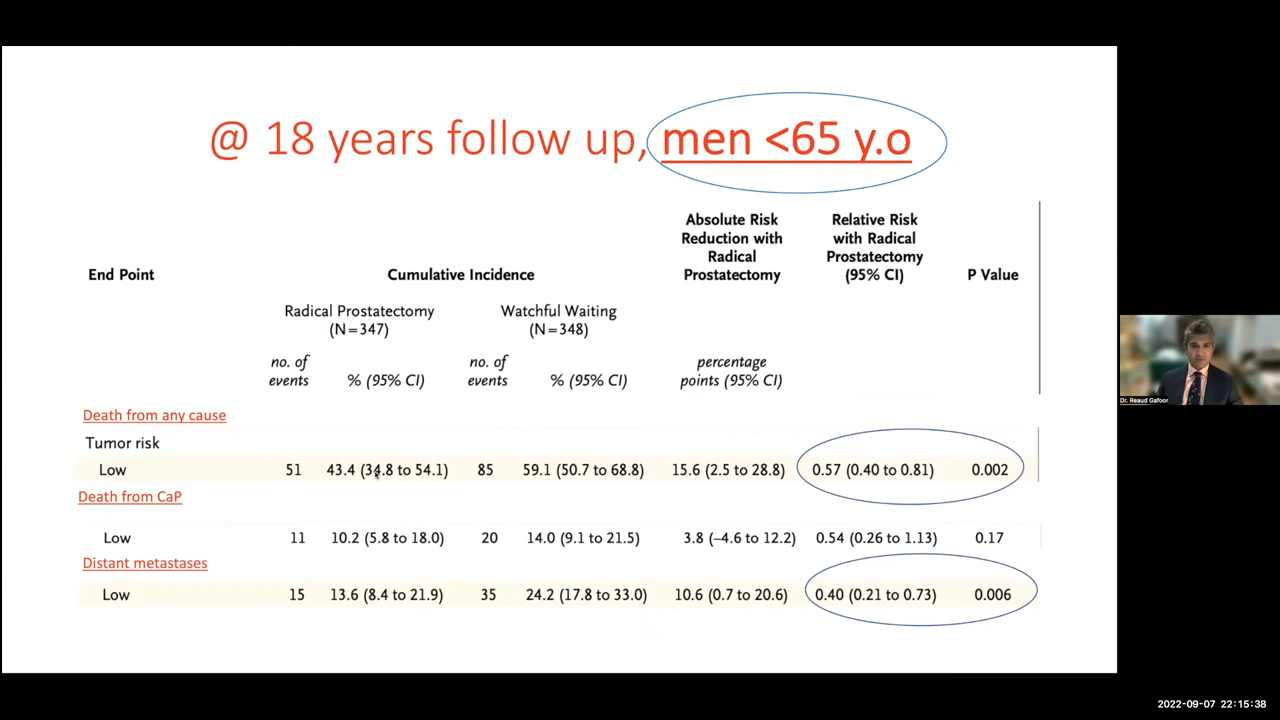 @ 18 years follow up, men <65 y.o
Absolute Risk Reduction with Radical Prostatectomy
Relative Risk with Radical Prostatectomy (95% CI)
End Point Cumulative Incidence P Value
Radical Prostatectomy (N=347)
Watchful Waiting (N=348)
no. of events % (95% CI) no. of events % (95% CI) percentage points (95% CI)
Death from any cause
Tumor risk
Low 51 43.4 (34.8 to 54.1) 85 59.1 (50.7 to 68.8) 15.6 (2.5 to 28.8) 0.57 (0.40 to 0.81) 0.002
Death from CaP
Low 11 10.2 (5.8 to 18.0) 20 14.0 (9.1 to 21.5) 3.8 (–4.6 to 12.2) 0.54 (0.26 to 1.13) 0.17
Distant metastases
Low 15 13.6 (8.4 to 21.9) 35 24.2 (17.8 to 33.0) 10.6 (0.7 to 20.6) 0.40 (0.21 to 0.73) 0.006
Dr. Reaud Gafoor
2022-09-07 22:15:38